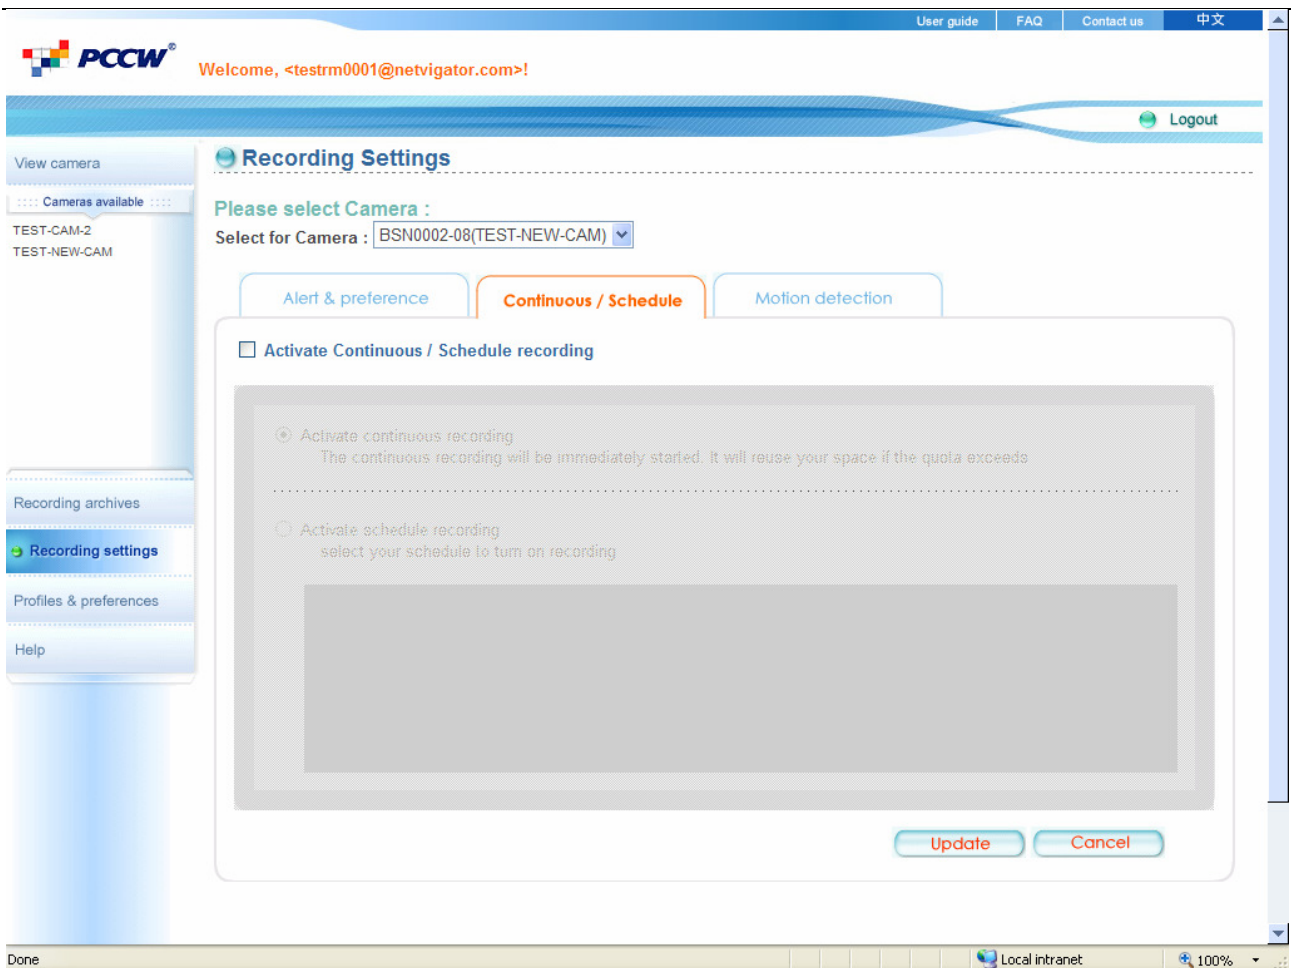 User guide FAQ Contact us 中文
PCCW®
Welcome, <testrm0001@netvigator.com>!
Logout
View camera
Cameras available
TEST-CAM-2
TEST-NEW-CAM
Recording archives
Recording settings
Profiles & preferences
Help
Recording Settings
Please select Camera :
Select for Camera : BSN0002-08(TEST-NEW-CAM)
Alert & preference Continuous / Schedule Motion detection
Activate Continuous / Schedule recording
Activate continuous recording
The continuous recording will be immediately started. It will reuse your space if the quota exceeds
Activate schedule recording
select your schedule to turn on recording
Update Cancel
Done Local intranet 100%